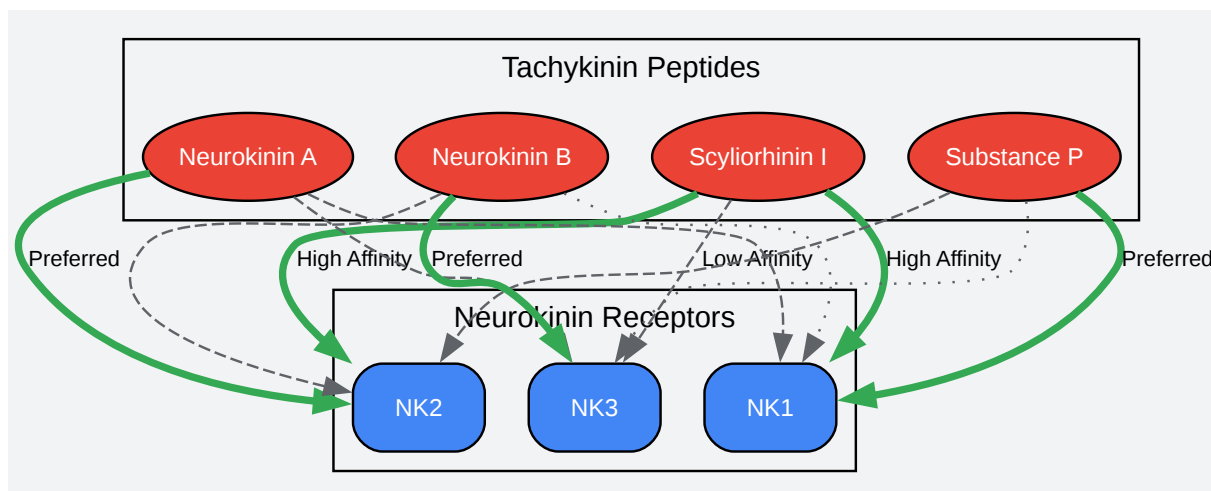 Tachykinin Peptides
Neurokinin A
Neurokinin B
Scyliorhinin I
Substance P
Preferred
High Affinity
Preferred
Low Affinity
High Affinity
Preferred
Neurokinin Receptors
NK2
NK3
NK1